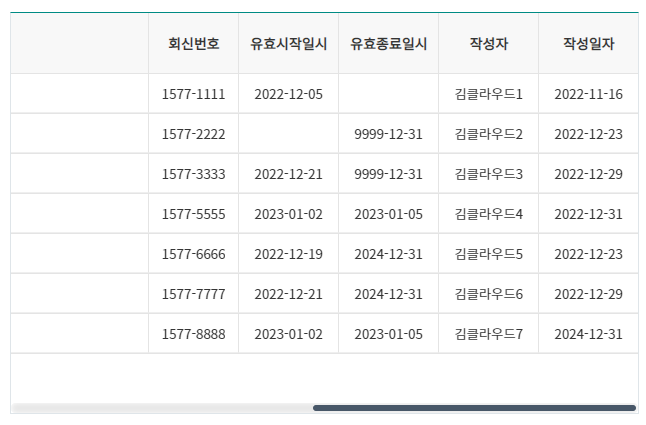 회신번호 유효시작일시 유효종료일시 작성자 작성일자
1577-1111 2022-12-05 김클라우드1 2022-11-16
1577-2222 9999-12-31 김클라우드2 2022-12-23
1577-3333 2022-12-21 9999-12-31 김클라우드3 2022-12-29
1577-5555 2023-01-02 2023-01-05 김클라우드4 2022-12-31
1577-6666 2022-12-19 2024-12-31 김클라우드5 2022-12-23
1577-7777 2022-12-21 2024-12-31 김클라우드6 2022-12-29
1577-8888 2023-01-02 2023-01-05 김클라우드7 2024-12-31